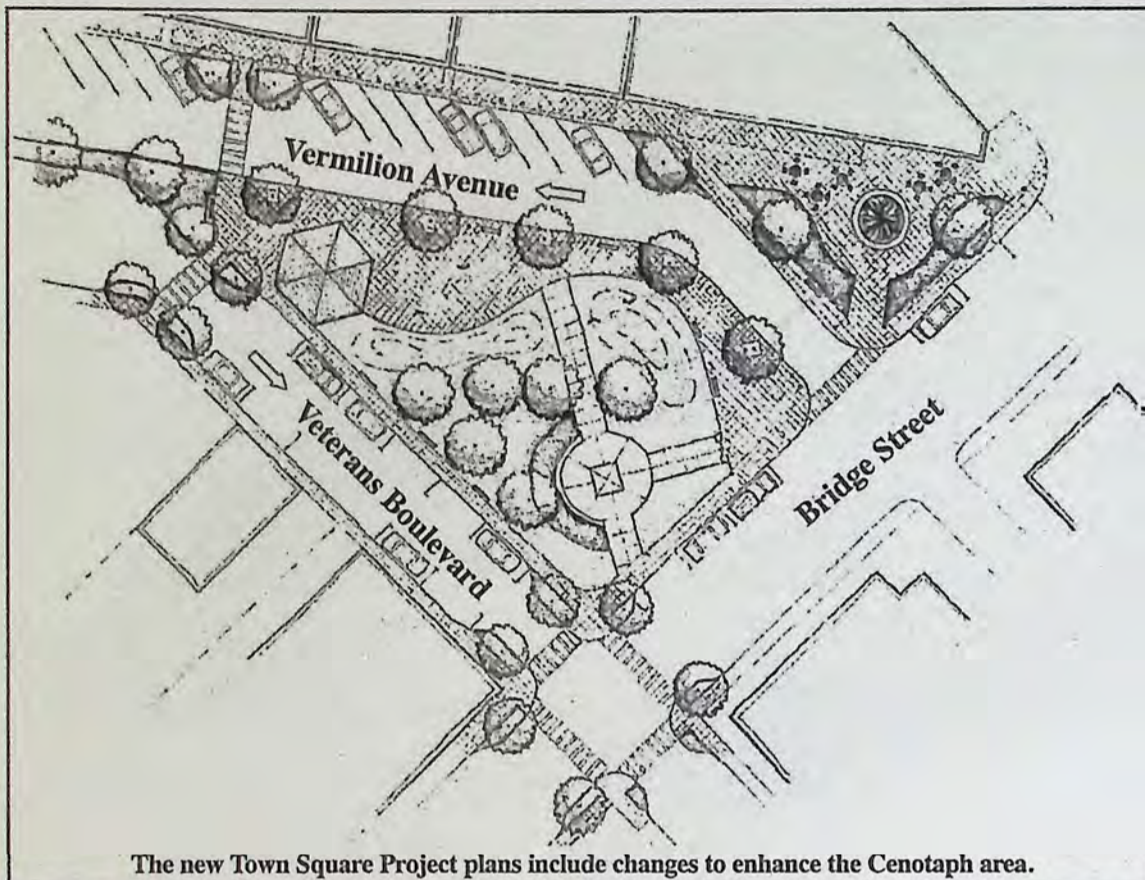 Vermilion Avenue
Veterans Boulevard
Bridge Street
The new Town Square Project plans include changes to enhance the Cenotaph area.